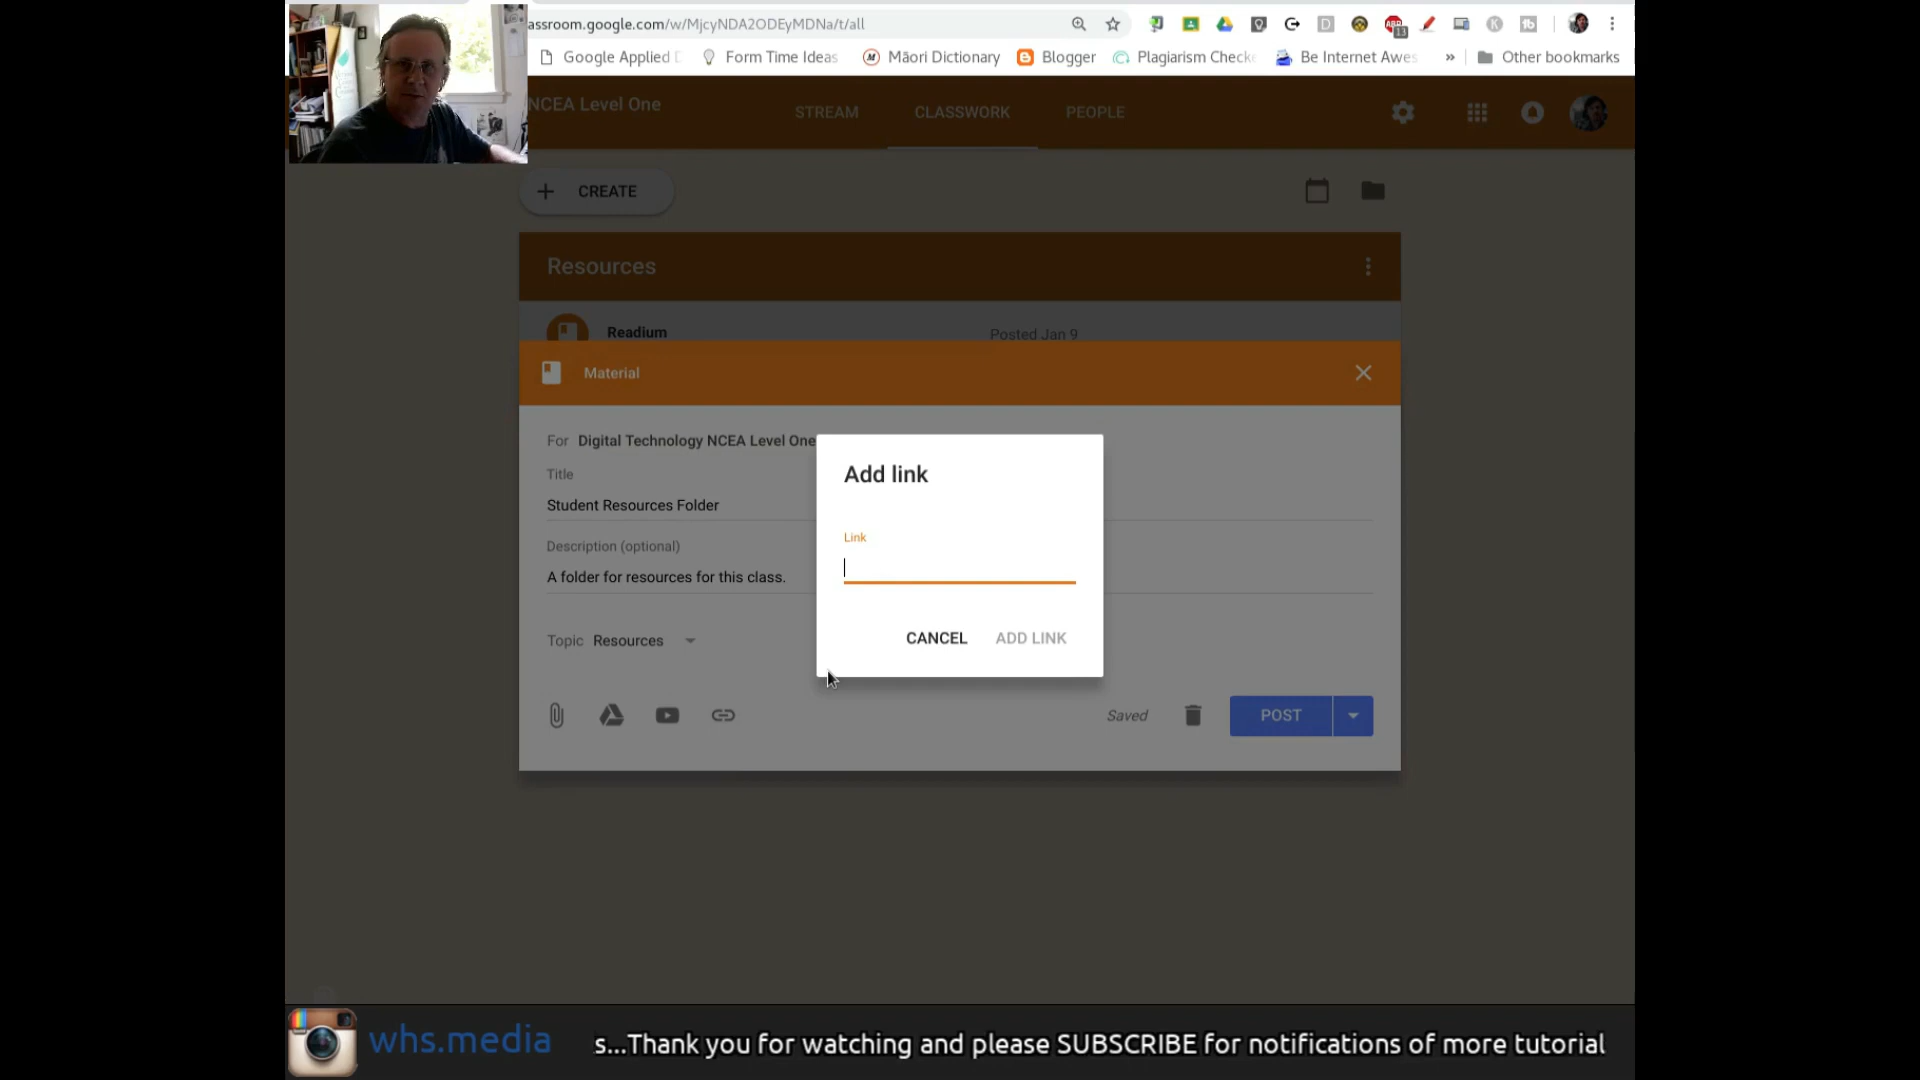 assroom.google.com/w/MjcyNDA2ODEyMDNa/t/all
13
Google Applied D
Form Time Ideas
Māori Dictionary
Blogger
Plagiarism Checke
Be Internet Awes
»
Other bookmarks
NCEA Level One
STREAM
CLASSWORK
PEOPLE
CREATE
Resources
Readium
Posted Jan 9
Material
For Digital Technology NCEA Level One
Title
Student Resources Folder
Description (optional)
A folder for resources for this class.
Topic Resources
Add link
Link
CANCEL
ADD LINK
Saved
POST
whs.media
s...Thank you for watching and please SUBSCRIBE for notifications of more tutorial